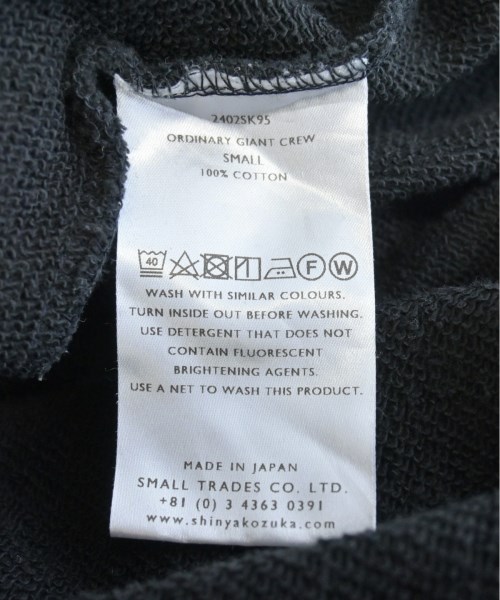 2402SK95
ORDINARY GIANT CREW
SMALL
100% COTTON
40 F W
WASH WITH SIMILAR COLOURS.
TURN INSIDE OUT BEFORE WASHING.
USE DETERGENT THAT DOES NOT
CONTAIN FLUORESCENT
BRIGHTENING AGENTS.
USE A NET TO WASH THIS PRODUCT.
MADE IN JAPAN
SMALL TRADES CO. LTD.
+81 (0) 3 4363 0391
www.shinyakozuka.com